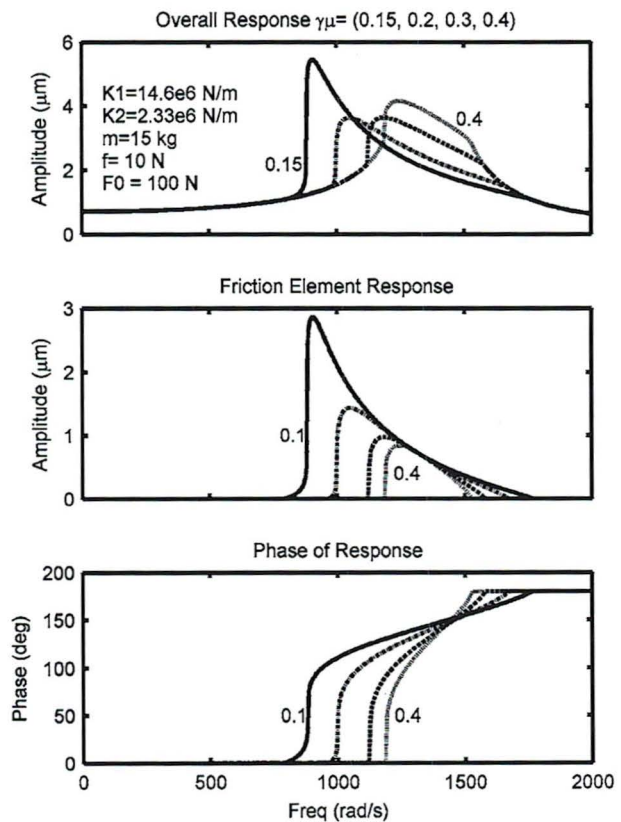 Overall Response γμ= (0.15, 0.2, 0.3, 0.4)
6
4
2
0
Amplitude (μm)
K1=14.6e6 N/m
K2=2.33e6 N/m
m=15 kg
f= 10 N
F0 = 100 N
0.15
0.4
Friction Element Response
3
2
1
0
Amplitude (μm)
0.1
0.4
Phase of Response
200
150
100
50
0
Phase (deg)
0.1
0.4
0 500 1000 1500 2000
Freq (rad/s)